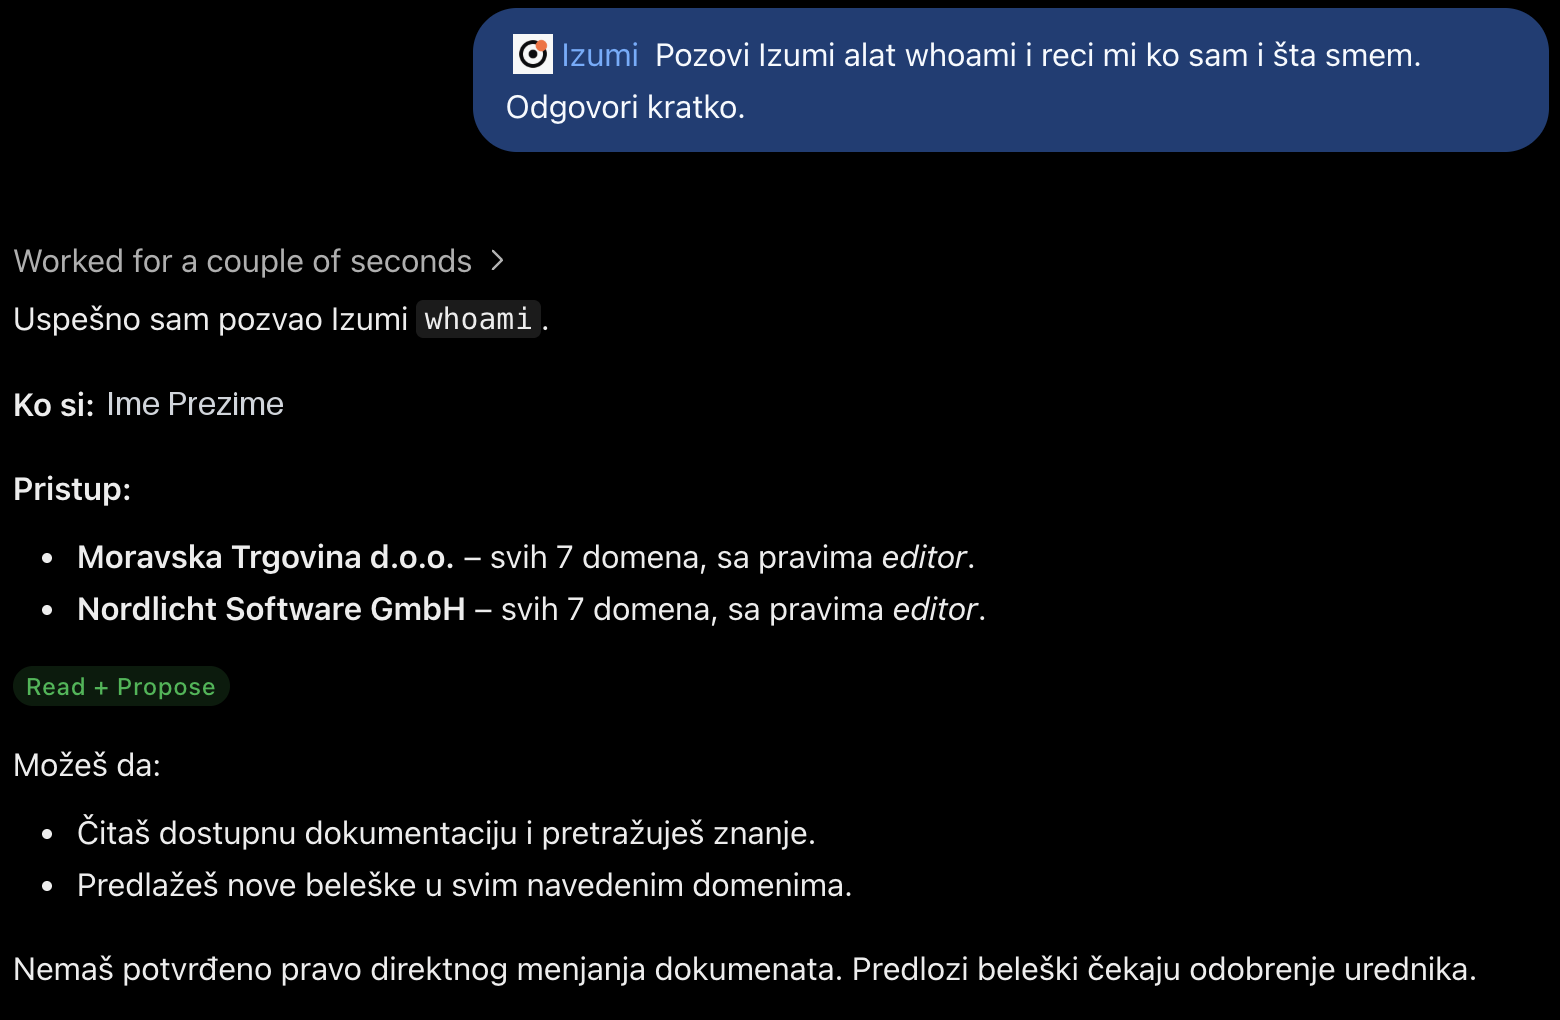 Izumi Pozovi Izumi alat whoami i reci mi ko sam i šta smem.
Odgovori kratko.
Worked for a couple of seconds >
Uspešno sam pozvao Izumi whoami.
Ko si: Ime Prezime
Pristup:
• Moravska Trgovina d.o.o. – svih 7 domena, sa pravima editor.
• Nordlicht Software GmbH – svih 7 domena, sa pravima editor.
Read + Propose
Možeš da:
• Čitaš dostupnu dokumentaciju i pretražuješ znanje.
• Predlažeš nove beleške u svim navedenim domenima.
Nemaš potvrđeno pravo direktnog menjanja dokumenata. Predlozi beleški čekaju odobrenje urednika.